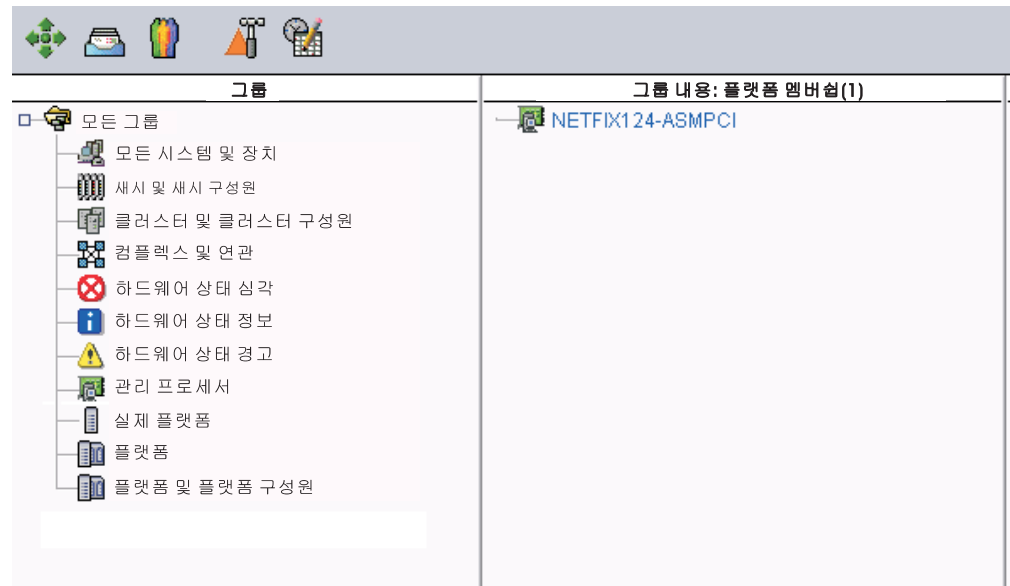 그룹
그룹 내용: 플랫폼 멤버쉽(1)
모든 그룹
NETFIX124-ASMPCI
모든 시스템 및 장치
새시 및 새시 구성원
클러스터 및 클러스터 구성원
컴플렉스 및 연관
하드웨어 상태 심각
하드웨어 상태 정보
하드웨어 상태 경고
관리 프로세서
실제 플랫폼
플랫폼
플랫폼 및 플랫폼 구성원